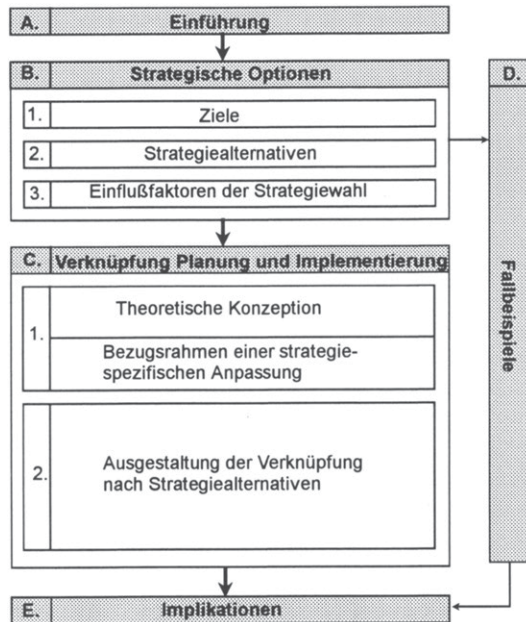 A. Einführung
B. Strategische Optionen
1. Ziele
2. Strategiealternativen
3. Einflußfaktoren der Strategiewahl
C. Verknüpfung Planung und Implementierung
1. Theoretische Konzeption
Bezugsrahmen einer strategie-
spezifischen Anpassung
2. Ausgestaltung der Verknüpfung
nach Strategiealternativen
D.
Fallbeispiele
E. Implikationen